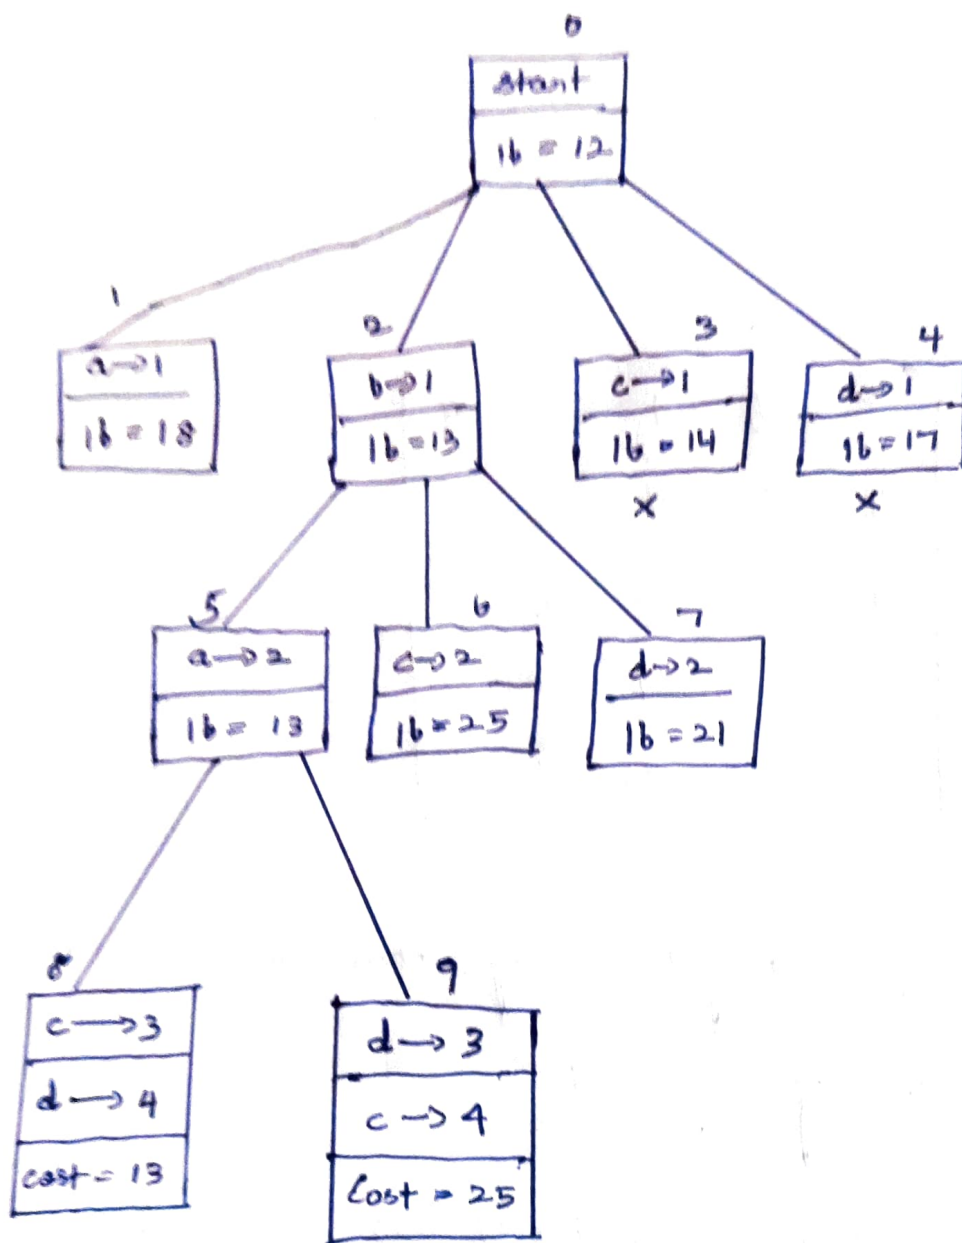 0
start
lb = 12
1
a→1
lb = 18
2
b→1
lb = 13
3
c→1
lb = 14
X
4
d→1
lb = 17
X
5
a→2
lb = 13
6
c→2
lb = 25
7
d→2
lb = 21
8
c→3
d→4
cost = 13
9
d→3
c→4
Cost = 25